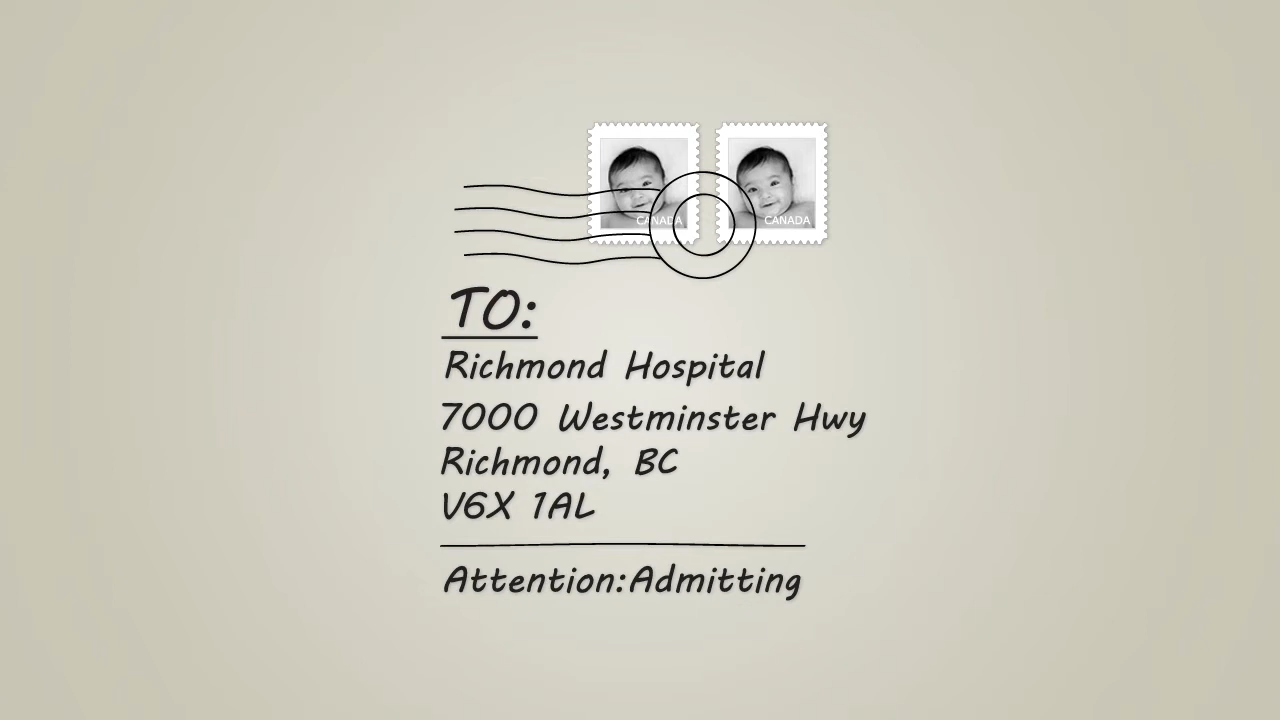 CANADA CANADA
TO:
Richmond Hospital
7000 Westminster Hwy
Richmond, BC
V6X 1AL
Attention:Admitting